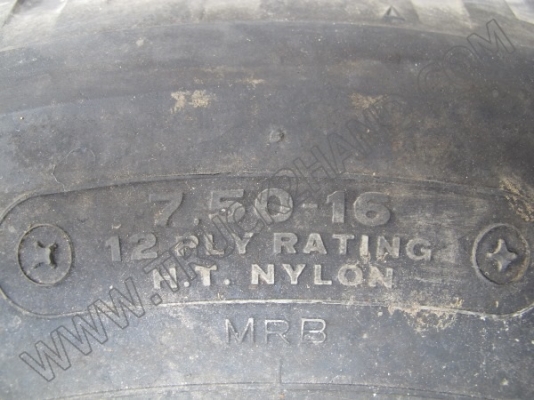 7.50-16
12 PLY RATING
N.T. NYLON
MRB
WWW.TRUCKCHAMP.COM